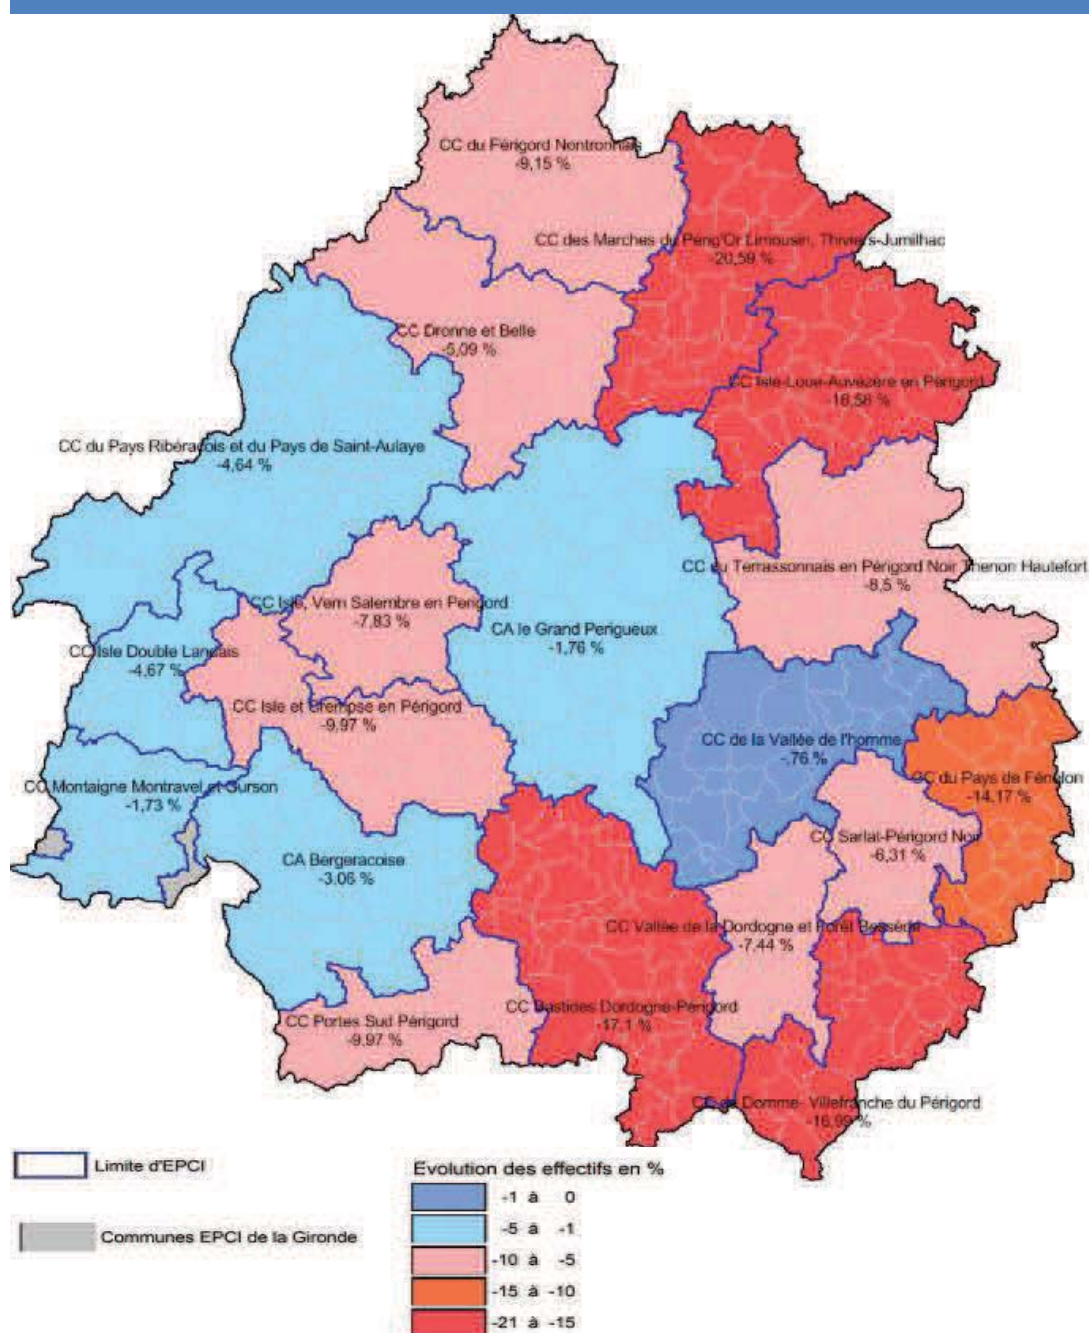 CC du Périgord Nontronnais
-9,15 %
CC des Marches du Périg'Or Limousin, Thiviers-Jumilhac
-20,59 %
CC Dronne et Belle
-5,09 %
CC Isle-Loue-Auvézère en Périgord
-16,58 %
CC du Pays Ribéracois et du Pays de Saint-Aulaye
-4,64 %
CC du Terrassonnais en Périgord Noir Thenon Hautefort
-8,5 %
CC Isle, Vern Salembre en Périgord
-7,83 %
CA le Grand Perigueux
-1,76 %
CC Isle Double Landais
-4,67 %
CC Isle et Crempse en Périgord
-9,97 %
CC de la Vallée de l'homme
-,76 %
CC du Pays de Fénelon
-14,17 %
CC Montaigne Montravel et Gurson
-1,73 %
CC Sarlat-Périgord Noir
-6,31 %
CA Bergeracoise
-3,06 %
CC Vallée de la Dordogne et Forêt Bessède
-7,44 %
CC Bastides Dordogne-Périgord
-17,1 %
CC Portes Sud Périgord
-9,97 %
CC de Domme- Villefranche du Périgord
-16,99 %
Limite d'EPCI
Communes EPCI de la Gironde
Evolution des effectifs en %
-1 à 0
-5 à -1
-10 à -5
-15 à -10
-21 à -15